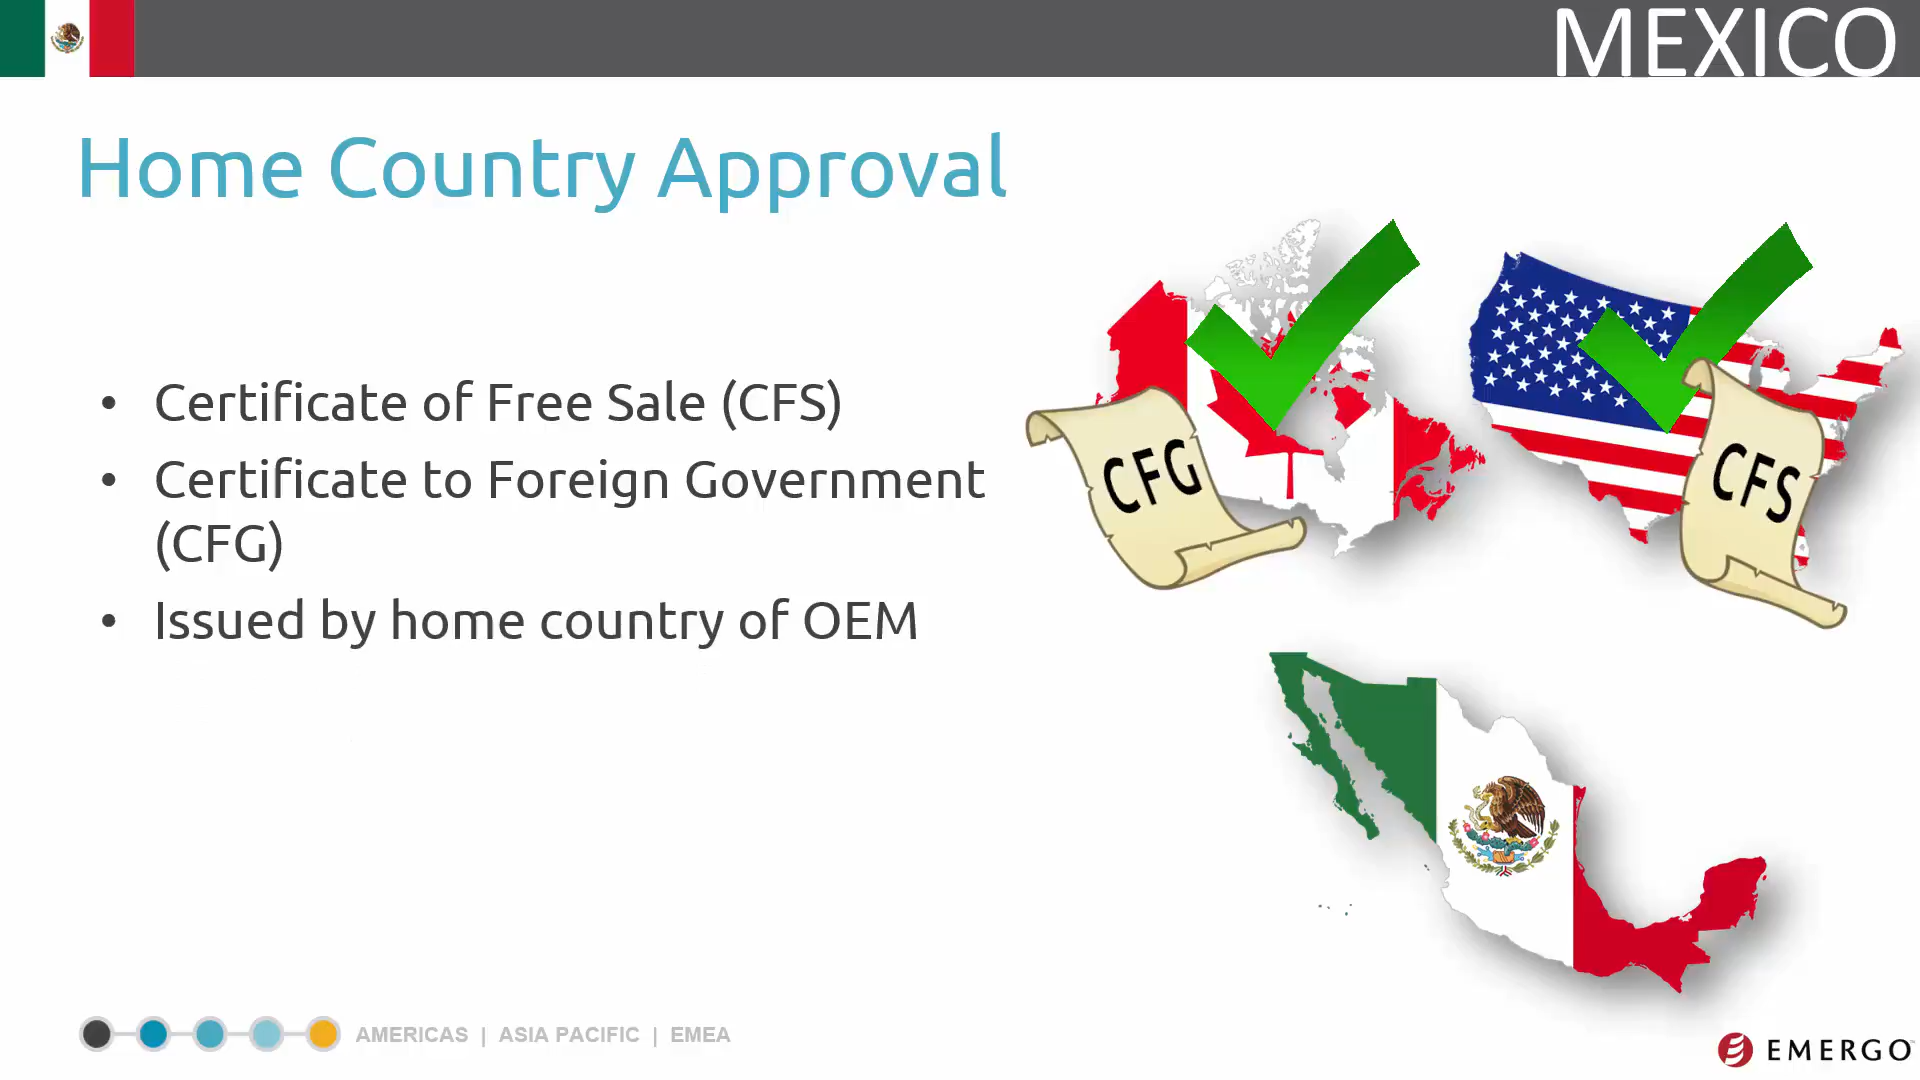 MEXICO
Home Country Approval
• Certificate of Free Sale (CFS)
• Certificate to Foreign Government
(CFG)
• Issued by home country of OEM
CFG
CFS
AMERICAS | ASIA PACIFIC | EMEA
EMERGO